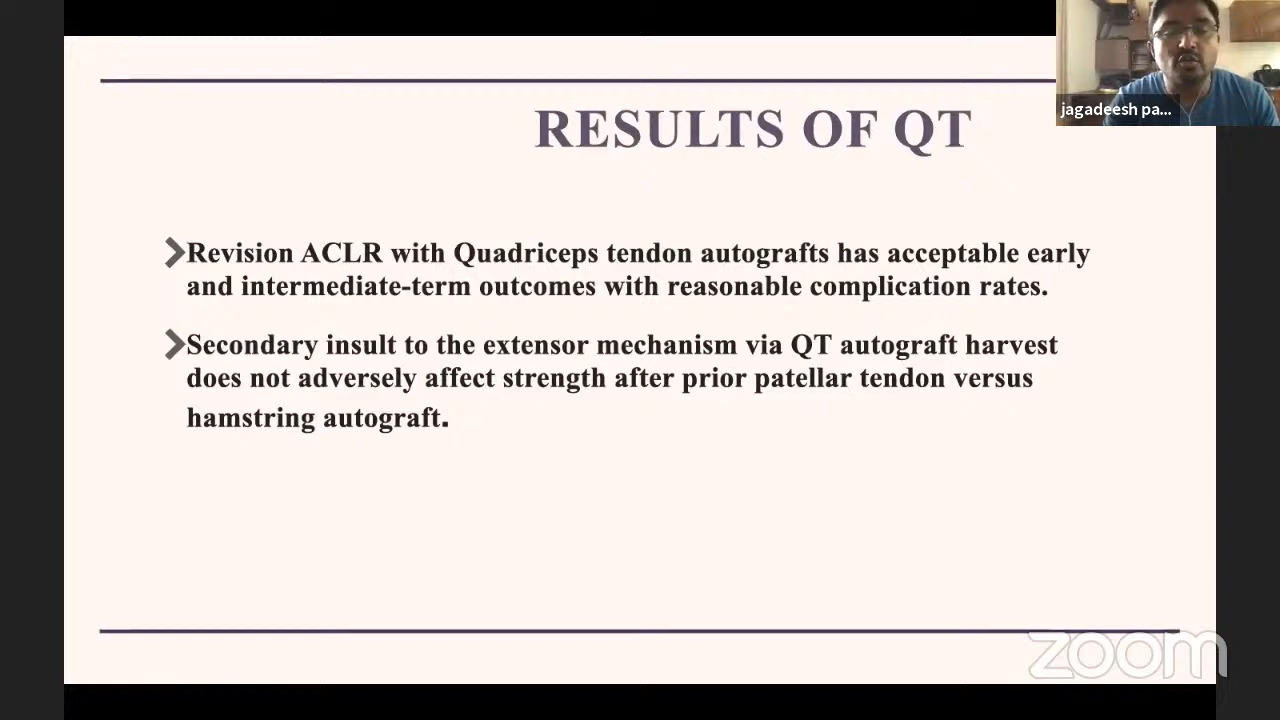 RESULTS OF QT
jagadeesh pa...
Revision ACLR with Quadriceps tendon autografts has acceptable early
and intermediate-term outcomes with reasonable complication rates.
Secondary insult to the extensor mechanism via QT autograft harvest
does not adversely affect strength after prior patellar tendon versus
hamstring autograft.
zoom